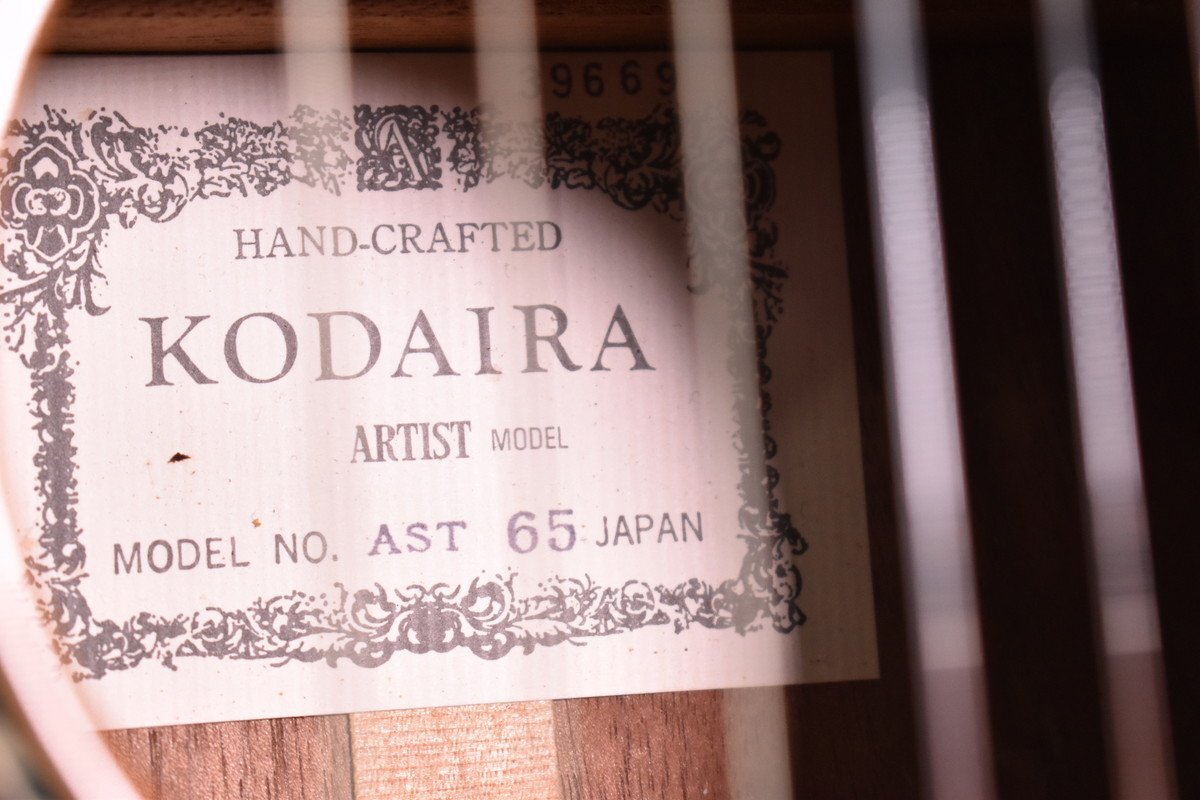 39669
A
HAND-CRAFTED
KODAIRA
ARTIST MODEL
MODEL NO. AST 65 JAPAN